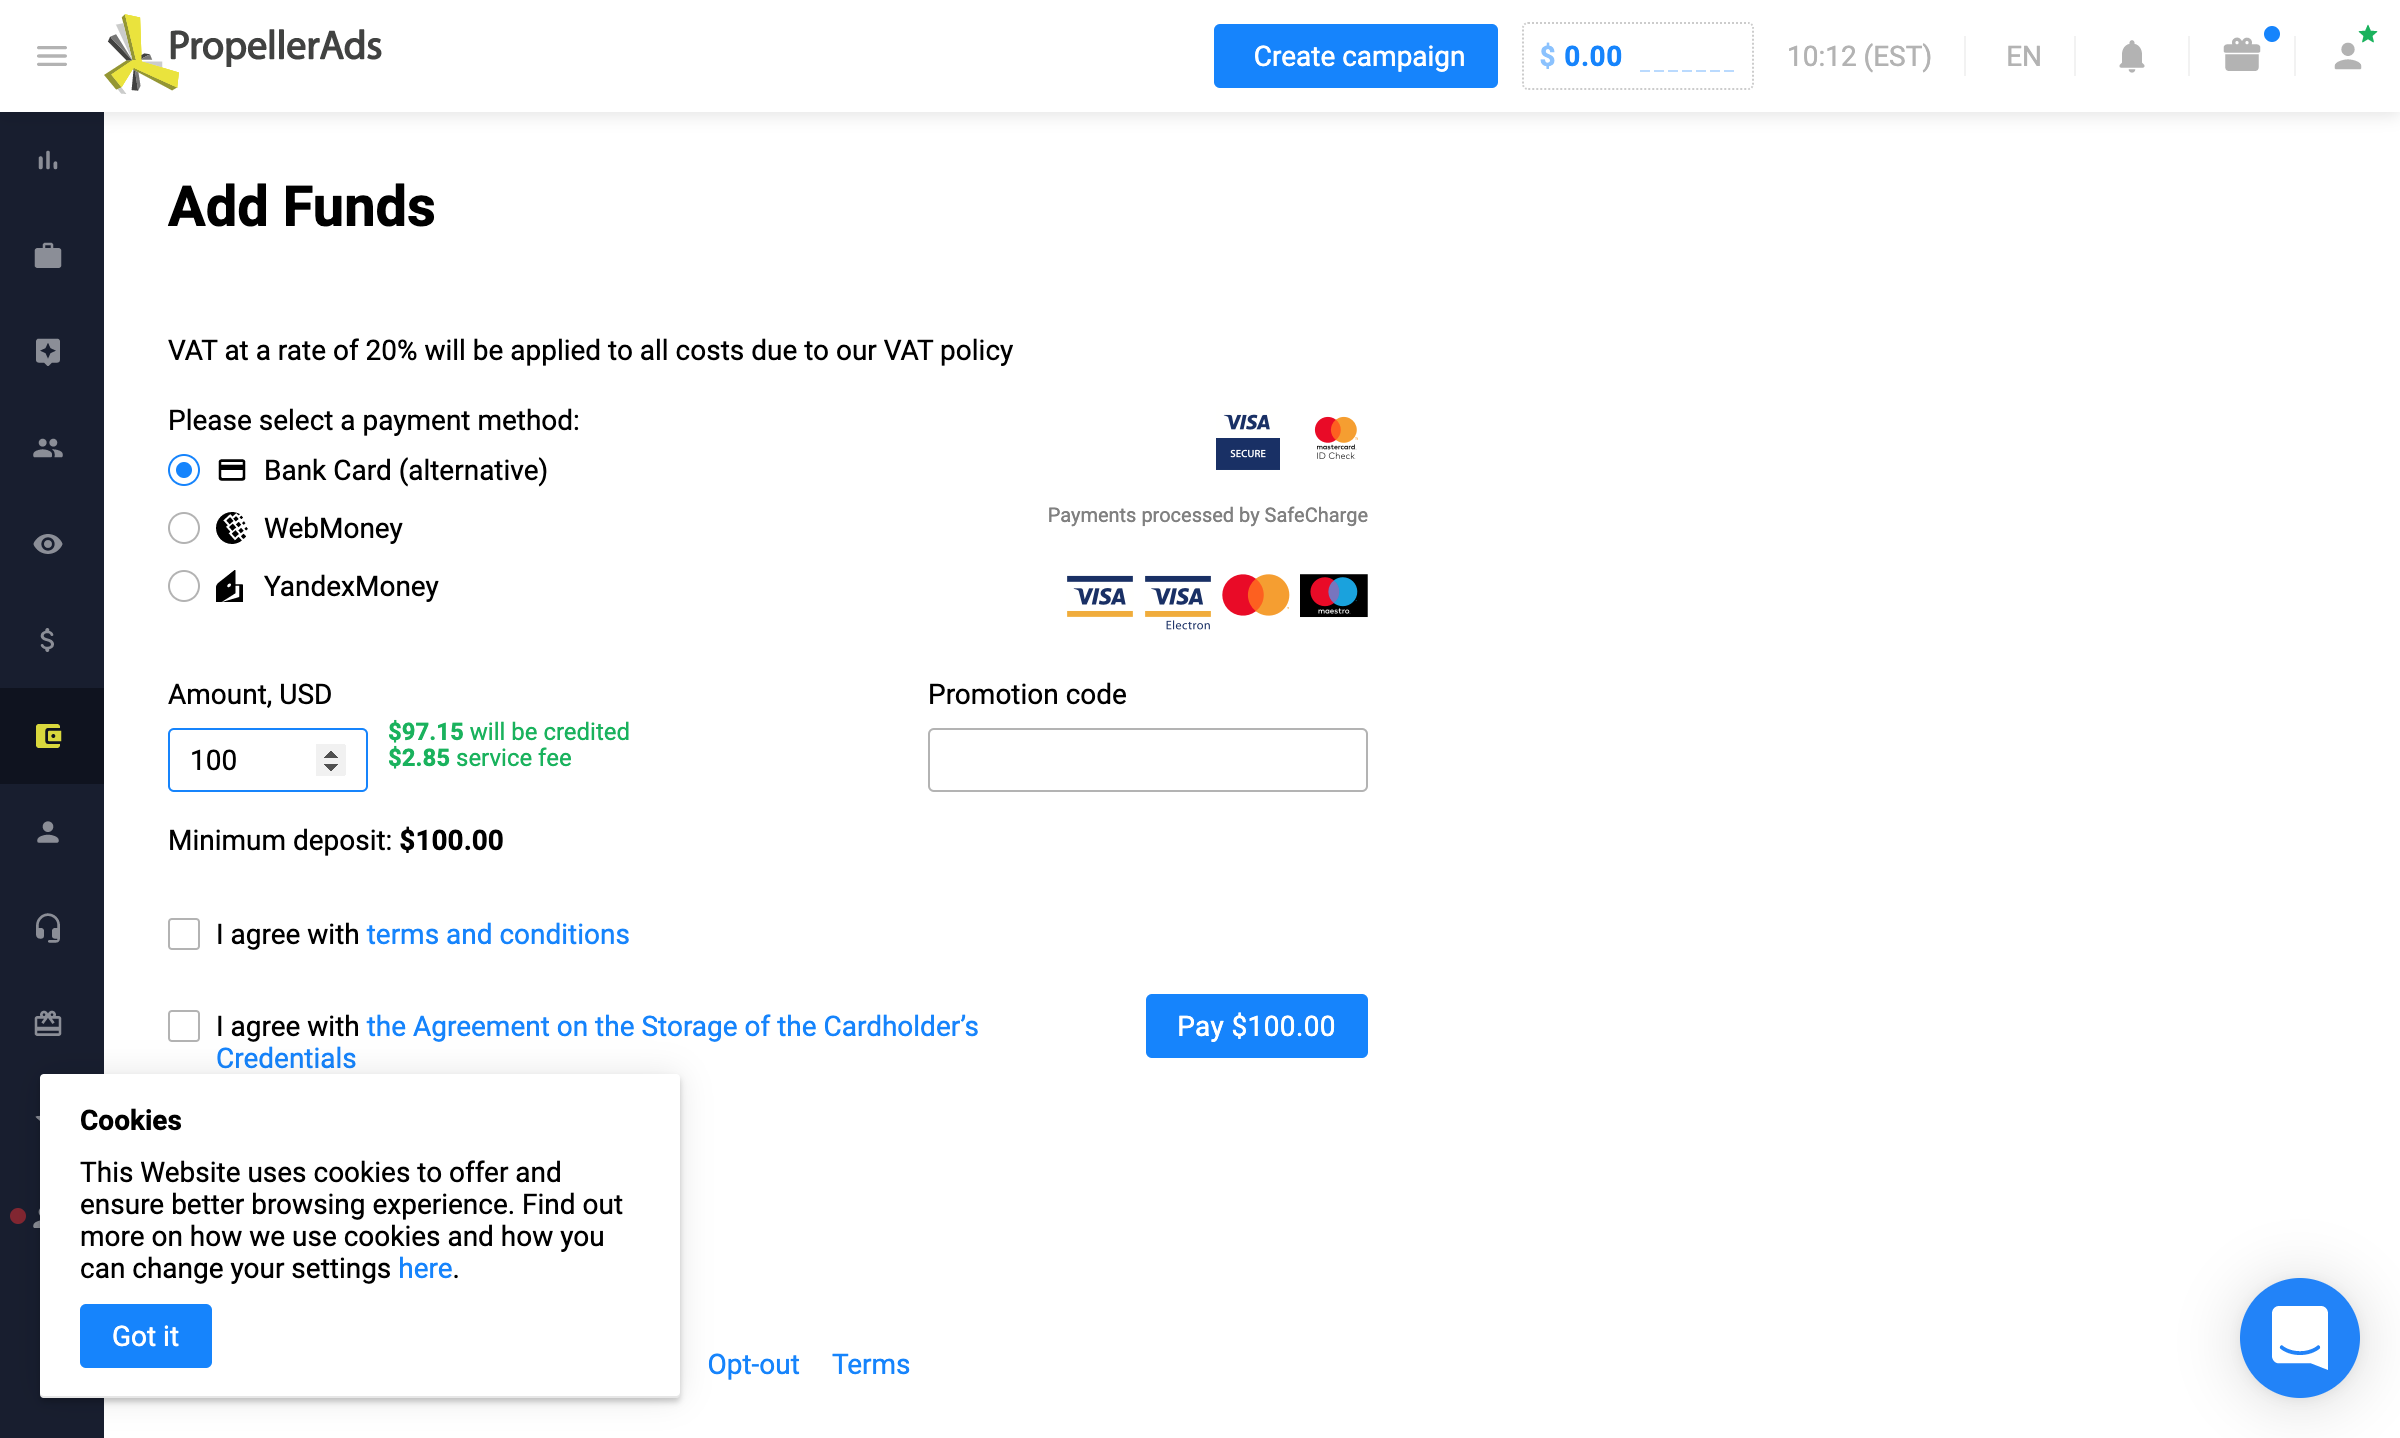 PropellerAds
Create campaign
$ 0.00
10:12 (EST)
EN
Add Funds
VAT at a rate of 20% will be applied to all costs due to our VAT policy
Please select a payment method:
Bank Card (alternative)
WebMoney
YandexMoney
VISA
SECURE
mastercard
ID Check
Payments processed by SafeCharge
VISA
VISA
Electron
maestro
Amount, USD
100
$97.15 will be credited
$2.85 service fee
Promotion code
Minimum deposit: $100.00
I agree with terms and conditions
I agree with the Agreement on the Storage of the Cardholder’s
Credentials
Pay $100.00
Cookies
This Website uses cookies to offer and
ensure better browsing experience. Find out
more on how we use cookies and how you
can change your settings here.
Got it
Opt-out
Terms